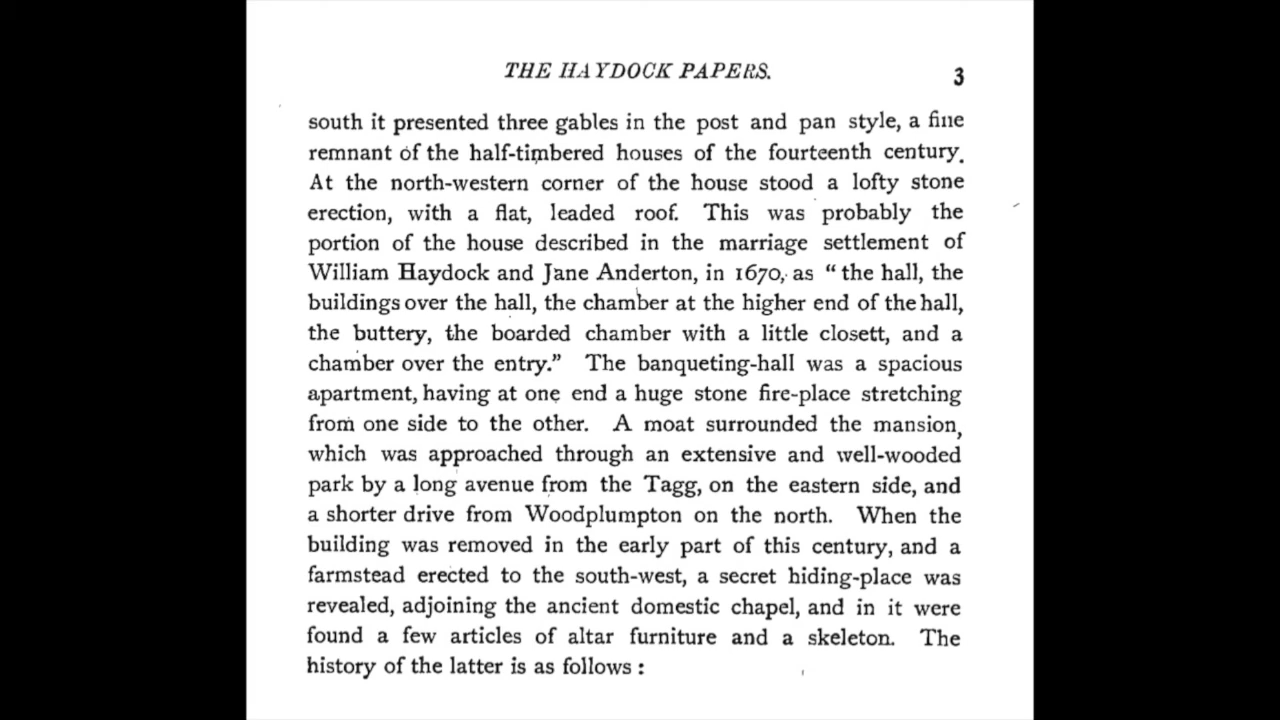 THE HAYDOCK PAPERS.
3
south it presented three gables in the post and pan style, a fine
remnant of the half-timbered houses of the fourteenth century.
At the north-western corner of the house stood a lofty stone
erection, with a flat, leaded roof. This was probably the
portion of the house described in the marriage settlement of
William Haydock and Jane Anderton, in 1670, as “ the hall, the
buildings over the hall, the chamber at the higher end of the hall,
the buttery, the boarded chamber with a little closett, and a
chamber over the entry.” The banqueting-hall was a spacious
apartment, having at one end a huge stone fire-place stretching
from one side to the other. A moat surrounded the mansion,
which was approached through an extensive and well-wooded
park by a long avenue from the Tagg, on the eastern side, and
a shorter drive from Woodplumpton on the north. When the
building was removed in the early part of this century, and a
farmstead erected to the south-west, a secret hiding-place was
revealed, adjoining the ancient domestic chapel, and in it were
found a few articles of altar furniture and a skeleton. The
history of the latter is as follows :